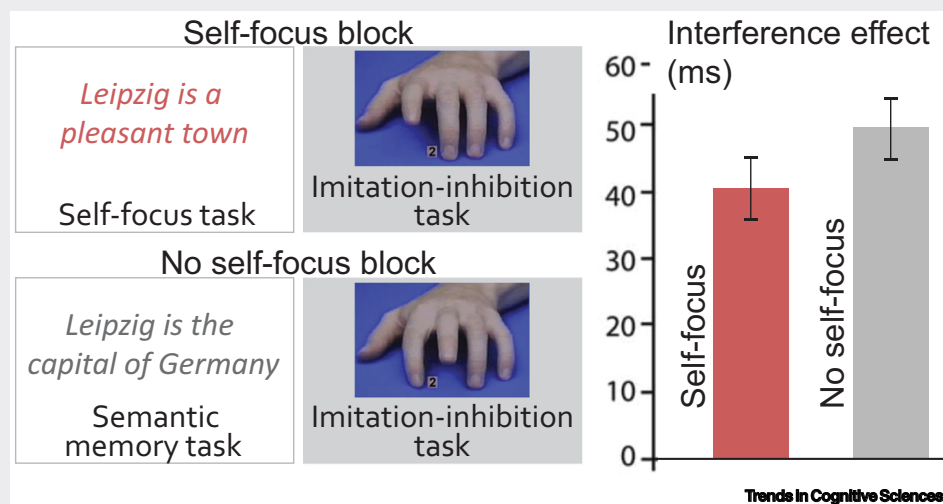 Self-focus block
Leipzig is a
pleasant town
Self-focus task
2
Imitation-inhibition
task
No self-focus block
Leipzig is the
capital of Germany
Semantic
memory task
2
Imitation-inhibition
task
Interference effect
(ms)
60
50
40
30
20
10
0
Self-focus
No self-focus
Trends in Cognitive Sciences